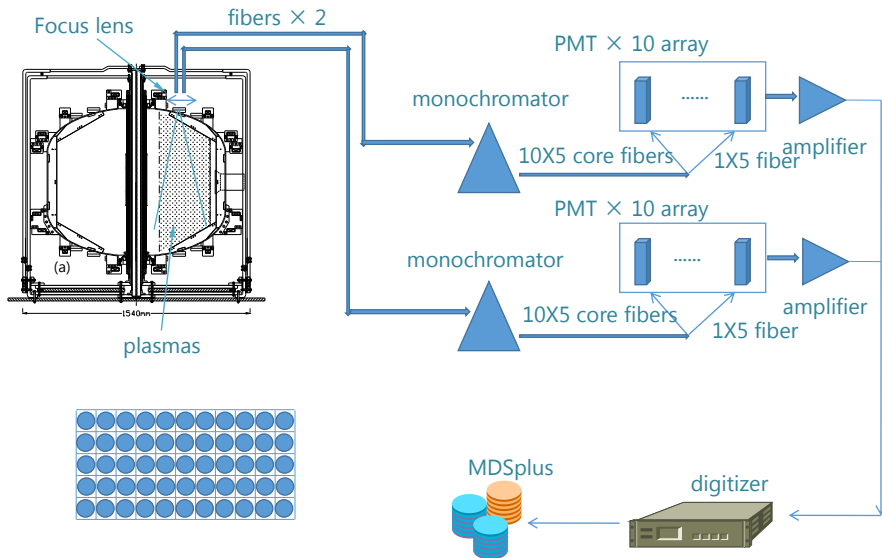 fibers × 2
Focus lens
PMT × 10 array
......
monochromator
amplifier
10X5 core fibers
1X5 fiber
PMT × 10 array
......
(a)
monochromator
amplifier
10X5 core fibers
1X5 fiber
1540mm
plasmas
MDSplus
digitizer